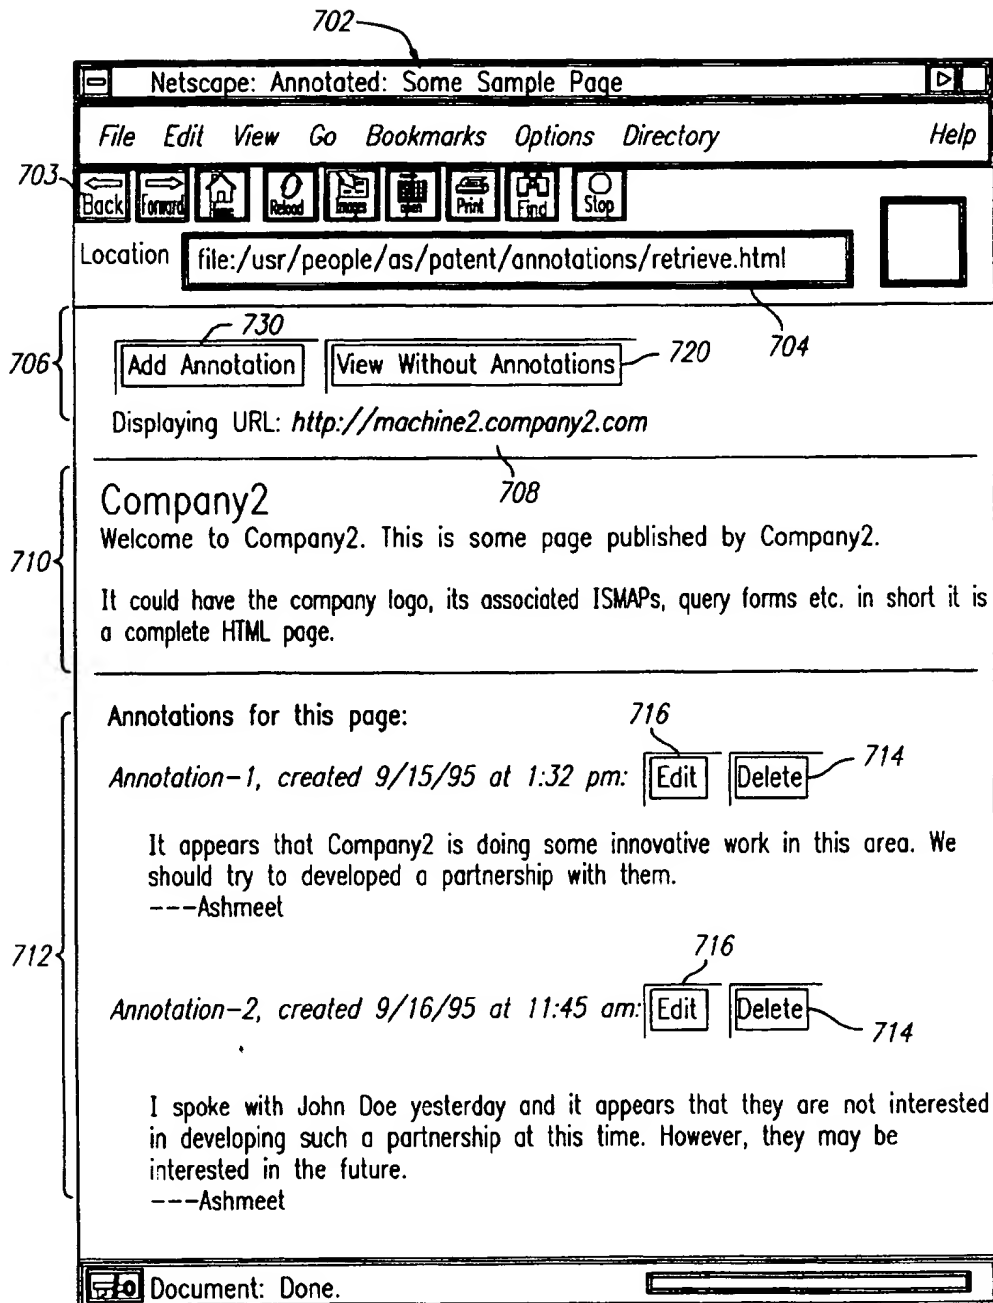 702
Netscape: Annotated: Some Sample Page
File Edit View Go Bookmarks Options Directory Help
703
Back Forward Home Reload Images Open Print Find Stop
Location file:/usr/people/as/patent/annotations/retrieve.html
704
706
730
Add Annotation View Without Annotations 720
Displaying URL: http://machine2.company2.com
708
710
Company2
Welcome to Company2. This is some page published by Company2.
It could have the company logo, its associated ISMAPs, query forms etc. in short it is
a complete HTML page.
712
Annotations for this page:
716
Annotation-1, created 9/15/95 at 1:32 pm: Edit Delete 714
It appears that Company2 is doing some innovative work in this area. We
should try to developed a partnership with them.
---Ashmeet
716
Annotation-2, created 9/16/95 at 11:45 am: Edit Delete 714
I spoke with John Doe yesterday and it appears that they are not interested
in developing such a partnership at this time. However, they may be
interested in the future.
---Ashmeet
Document: Done.